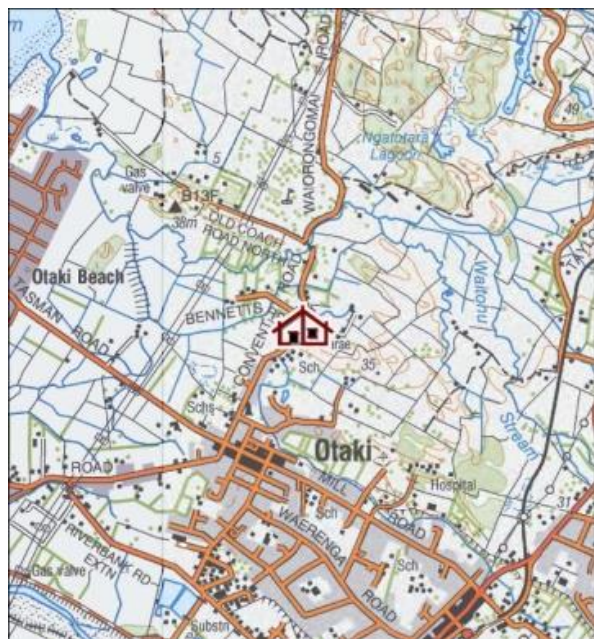 WAIORONGOMAI ROAD
49
Ngatotara
Lagoon
5
Gas
valve
B13F
38m
OLD COACH
ROAD NORTH
ROAD
TAYLO
Otaki Beach
Waitohu
Stream
TASMAN ROAD
BENNETTS
CONVENT
rae
35
Sch
Schs
Otaki
ROAD
MILL ROAD
Hospital
31
Sch
WAERENGA
ROAD
RIVERBANK RD
EXTN
Gas valve
Sch
Substn